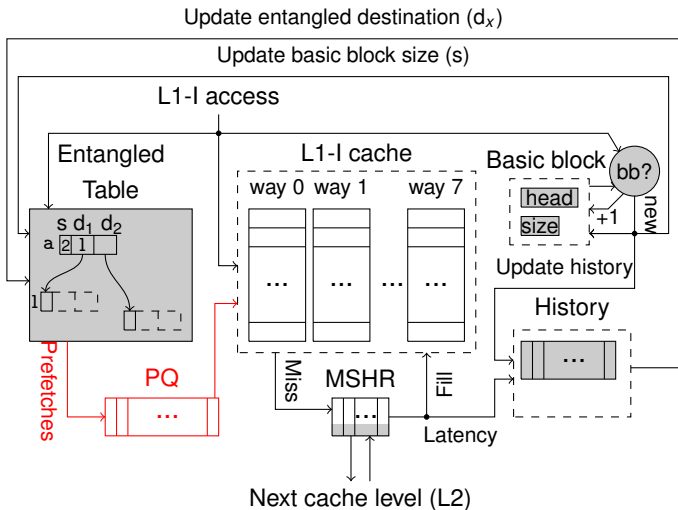 Update entangled destination (dₓ)
Update basic block size (s)
L1-I access
Entangled
Table
L1-I cache
Basic block
bb?
way 0 way 1 way 7
head
size
+1
new
s d₁ d₂
a 2 l
... ... ... ...
l
Update history
History
...
Prefetches
PQ
...
Miss
MSHR
...
Fill
Latency
Next cache level (L2)